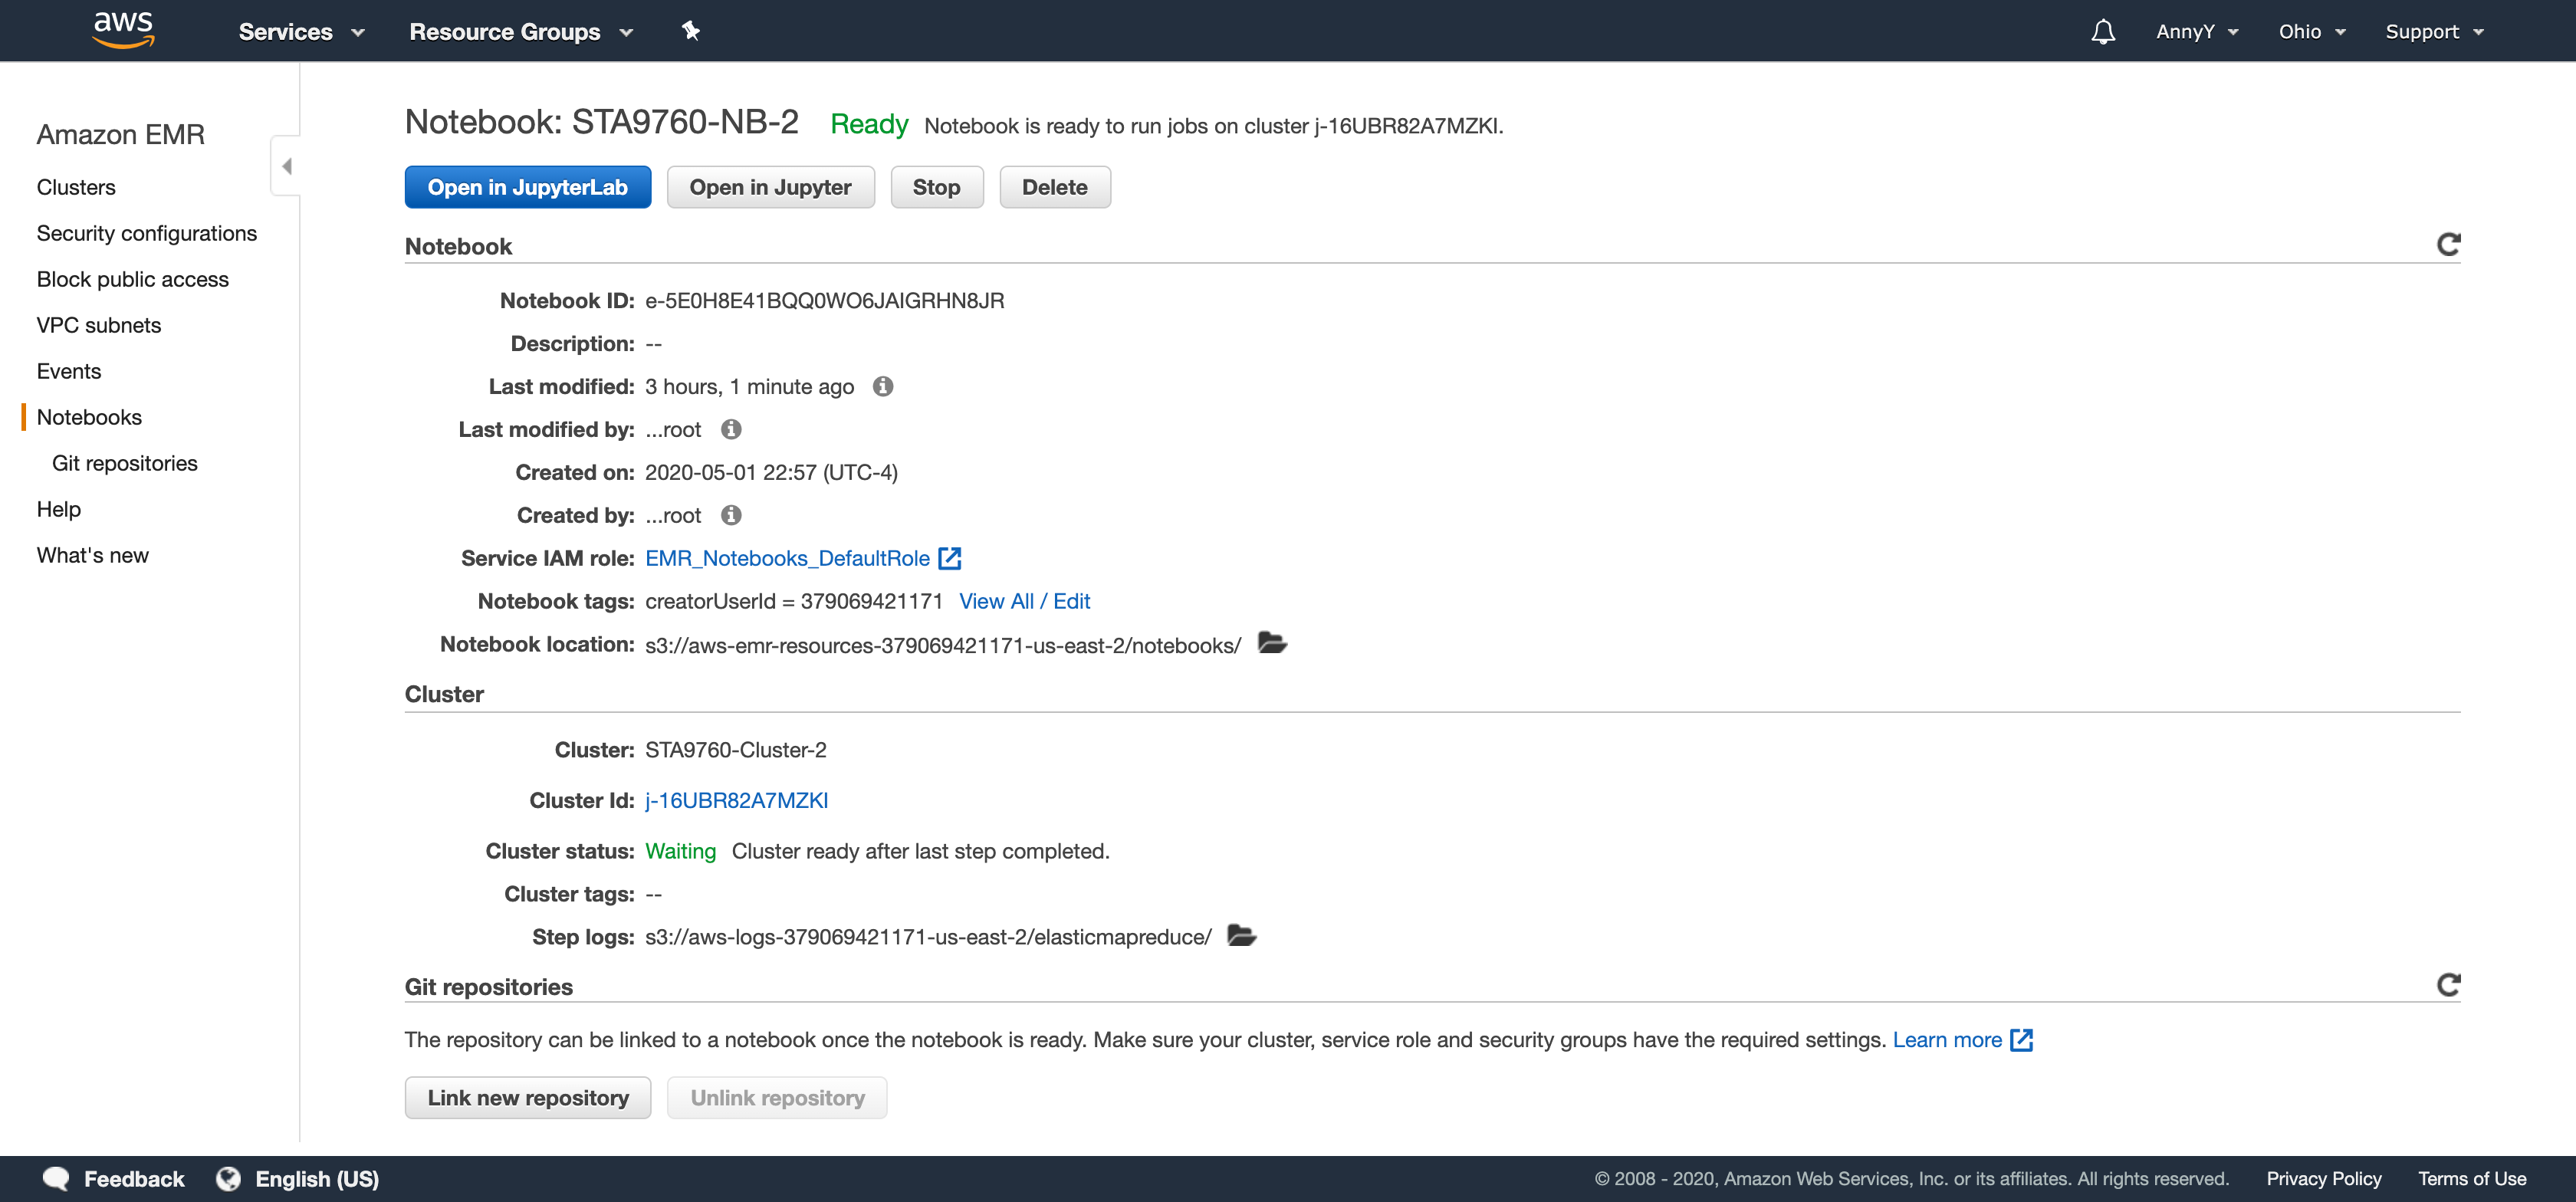 aws Services Resource Groups AnnyY Ohio Support
Amazon EMR
Clusters
Security configurations
Block public access
VPC subnets
Events
Notebooks
Git repositories
Help
What's new
Notebook: STA9760-NB-2 Ready Notebook is ready to run jobs on cluster j-16UBR82A7MZKI.
Open in JupyterLab Open in Jupyter Stop Delete
Notebook
Notebook ID: e-5E0H8E41BQQ0WO6JAIGRHN8JR
Description: --
Last modified: 3 hours, 1 minute ago
Last modified by: ...root
Created on: 2020-05-01 22:57 (UTC-4)
Created by: ...root
Service IAM role: EMR_Notebooks_DefaultRole
Notebook tags: creatorUserId = 379069421171 View All / Edit
Notebook location: s3://aws-emr-resources-379069421171-us-east-2/notebooks/
Cluster
Cluster: STA9760-Cluster-2
Cluster Id: j-16UBR82A7MZKI
Cluster status: Waiting Cluster ready after last step completed.
Cluster tags: --
Step logs: s3://aws-logs-379069421171-us-east-2/elasticmapreduce/
Git repositories
The repository can be linked to a notebook once the notebook is ready. Make sure your cluster, service role and security groups have the required settings. Learn more
Link new repository Unlink repository
Feedback English (US) © 2008 - 2020, Amazon Web Services, Inc. or its affiliates. All rights reserved. Privacy Policy Terms of Use